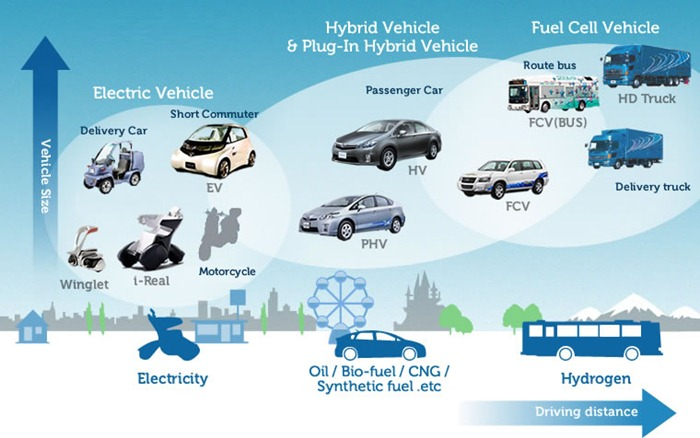 Hybrid Vehicle
& Plug-In Hybrid Vehicle
Fuel Cell Vehicle
Electric Vehicle
Vehicle Size
Delivery Car
Short Commuter
EV
Winglet
i-Real
Motorcycle
Passenger Car
HV
PHV
Route bus
FCV(BUS)
HD Truck
FCV
Delivery truck
Electricity
Oil / Bio-fuel / CNG /
Synthetic fuel .etc
Hydrogen
Driving distance